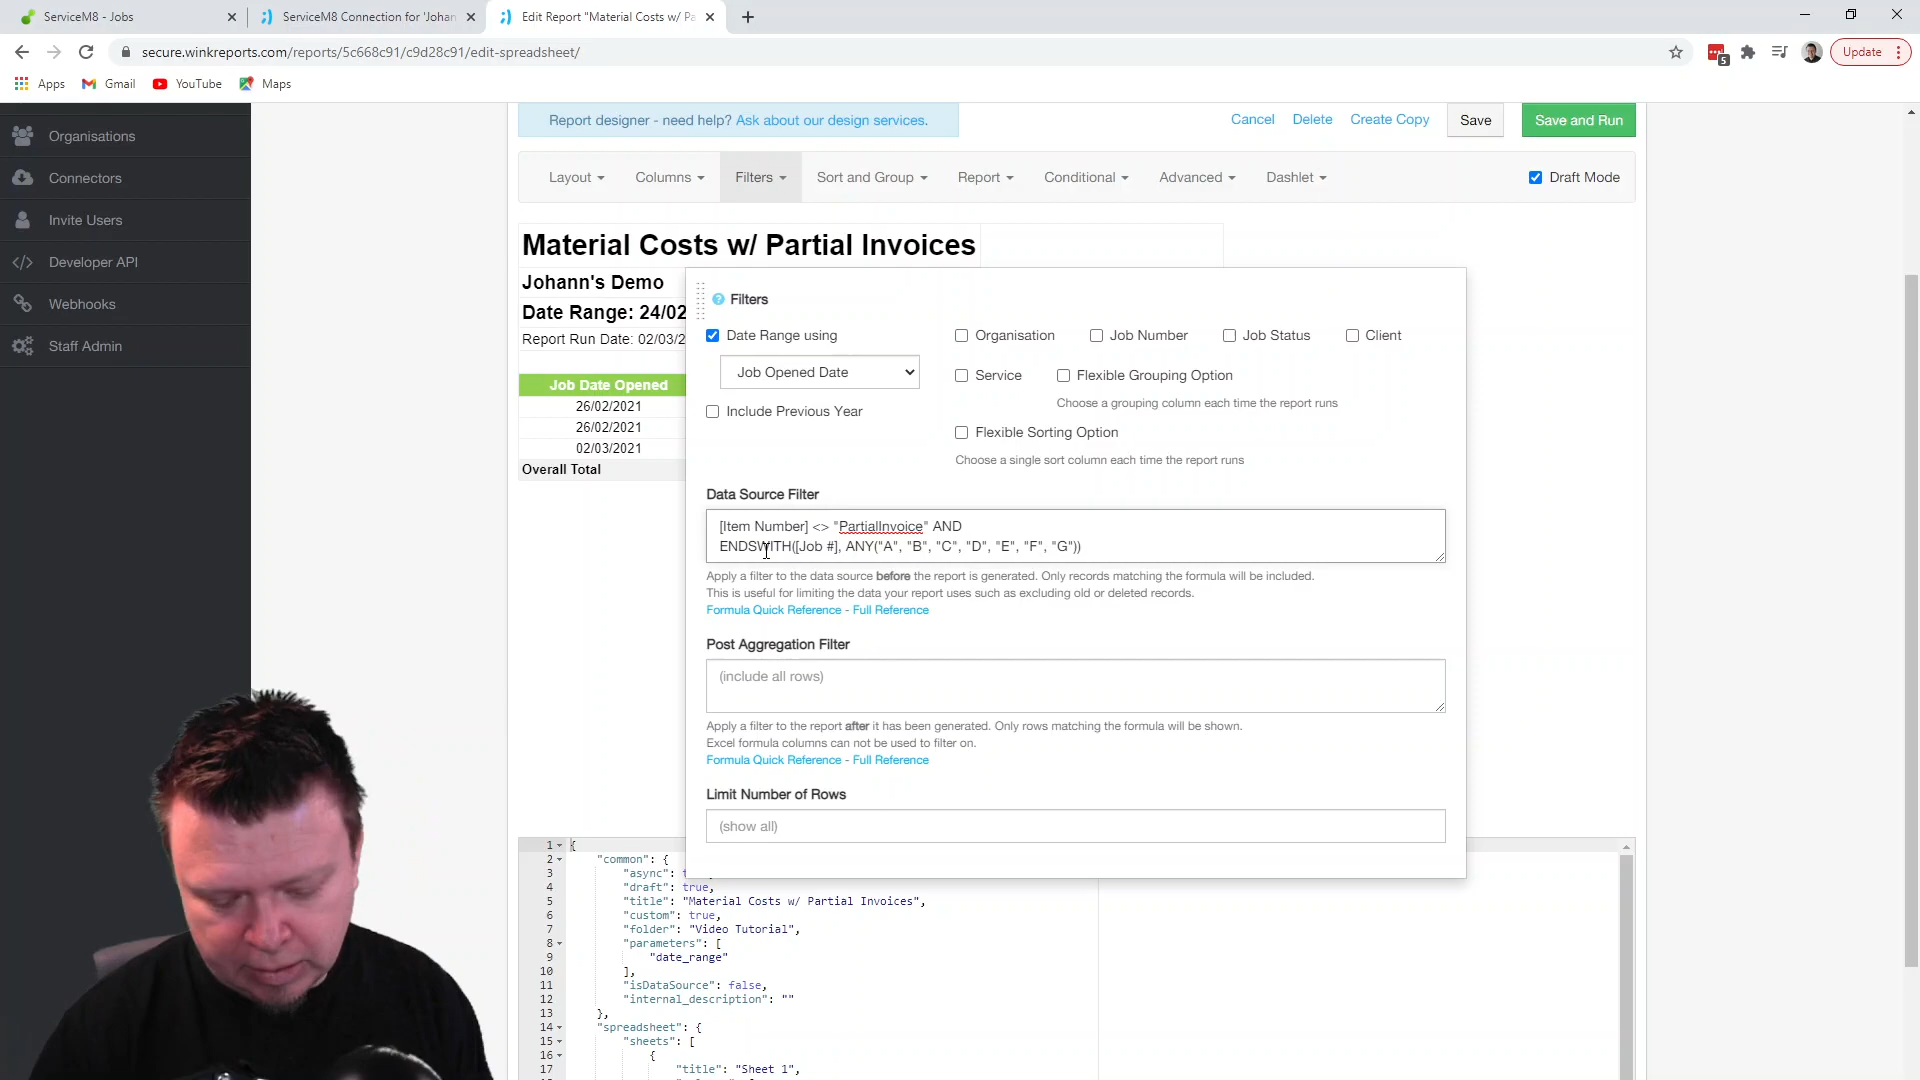 ServiceM8 - Jobs
ServiceM8 Connection for 'Johan
Edit Report "Material Costs w/ Pa
secure.winkreports.com/reports/5c668c91/c9d28c91/edit-spreadsheet/
5
Update
Apps
Gmail
YouTube
Maps
Organisations
Connectors
Invite Users
Developer API
Webhooks
Staff Admin
Report designer - need help? Ask about our design services.
Cancel
Delete
Create Copy
Save
Save and Run
Layout
Columns
Filters
Sort and Group
Report
Conditional
Advanced
Dashlet
Draft Mode
Material Costs w/ Partial Invoices
Johann's Demo
Date Range: 24/02
Report Run Date: 02/03/2
Job Date Opened
26/02/2021
26/02/2021
02/03/2021
Overall Total
Filters
Date Range using
Job Opened Date
Include Previous Year
Organisation
Job Number
Job Status
Client
Service
Flexible Grouping Option
Choose a grouping column each time the report runs
Flexible Sorting Option
Choose a single sort column each time the report runs
Data Source Filter
[Item Number] <> "PartialInvoice" AND
ENDSWITH([Job #], ANY("A", "B", "C", "D", "E", "F", "G"))
Apply a filter to the data source before the report is generated. Only records matching the formula will be included.
This is useful for limiting the data your report uses such as excluding old or deleted records.
Formula Quick Reference - Full Reference
Post Aggregation Filter
(include all rows)
Apply a filter to the report after it has been generated. Only rows matching the formula will be shown.
Excel formula columns can not be used to filter on.
Formula Quick Reference - Full Reference
Limit Number of Rows
(show all)
1 {
2 "common": {
3 "async":
4 "draft": true,
5 "title": "Material Costs w/ Partial Invoices",
6 "custom": true,
7 "folder": "Video Tutorial",
8 "parameters": [
9 "date_range"
10 ],
11 "isDataSource": false,
12 "internal_description": ""
13 },
14 "spreadsheet": {
15 "sheets": [
16 {
17 "title": "Sheet 1",